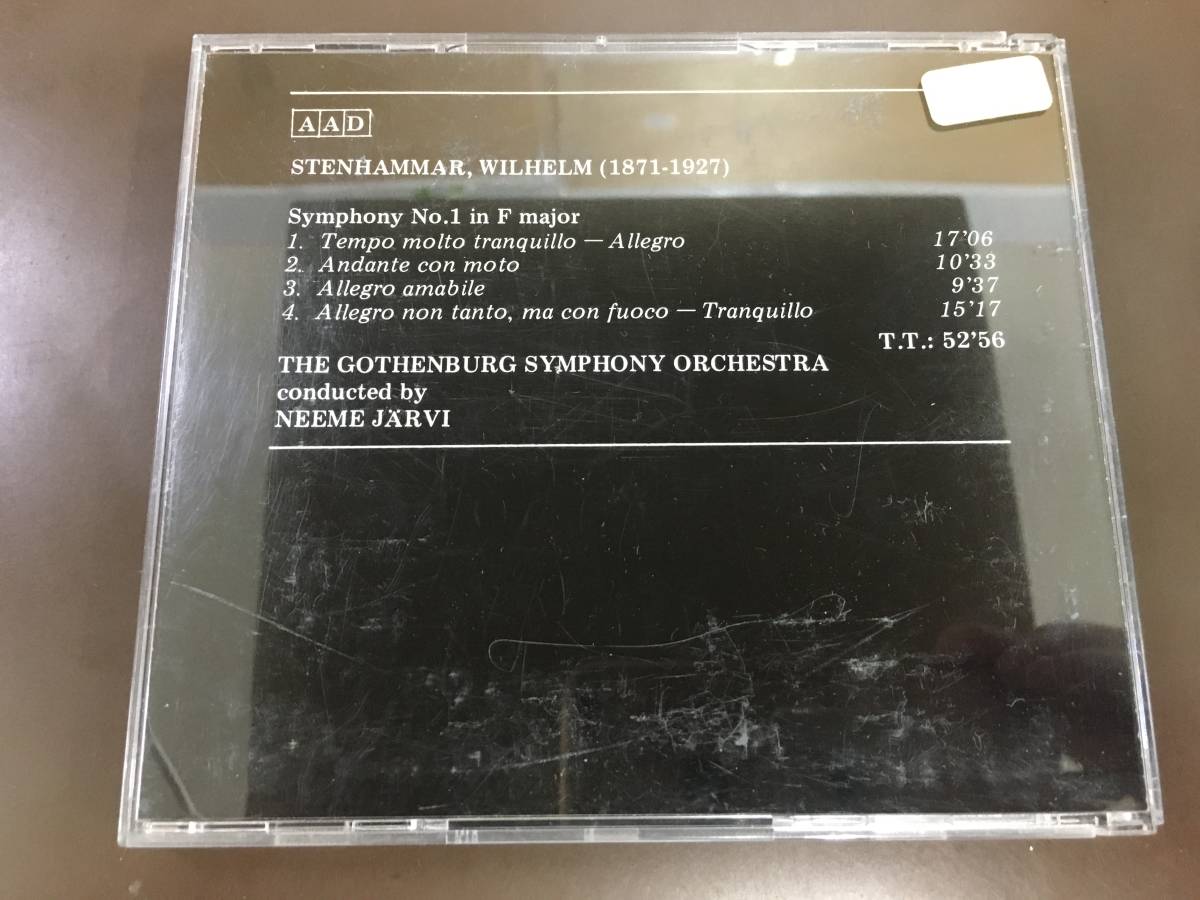 AAD
STENHAMMAR, WILHELM (1871-1927)
Symphony No.1 in F major
1. Tempo molto tranquillo — Allegro 17'06
2. Andante con moto 10'33
3. Allegro amabile 9'37
4. Allegro non tanto, ma con fuoco — Tranquillo 15'17
T.T.: 52'56
THE GOTHENBURG SYMPHONY ORCHESTRA
conducted by
NEEME JÄRVI